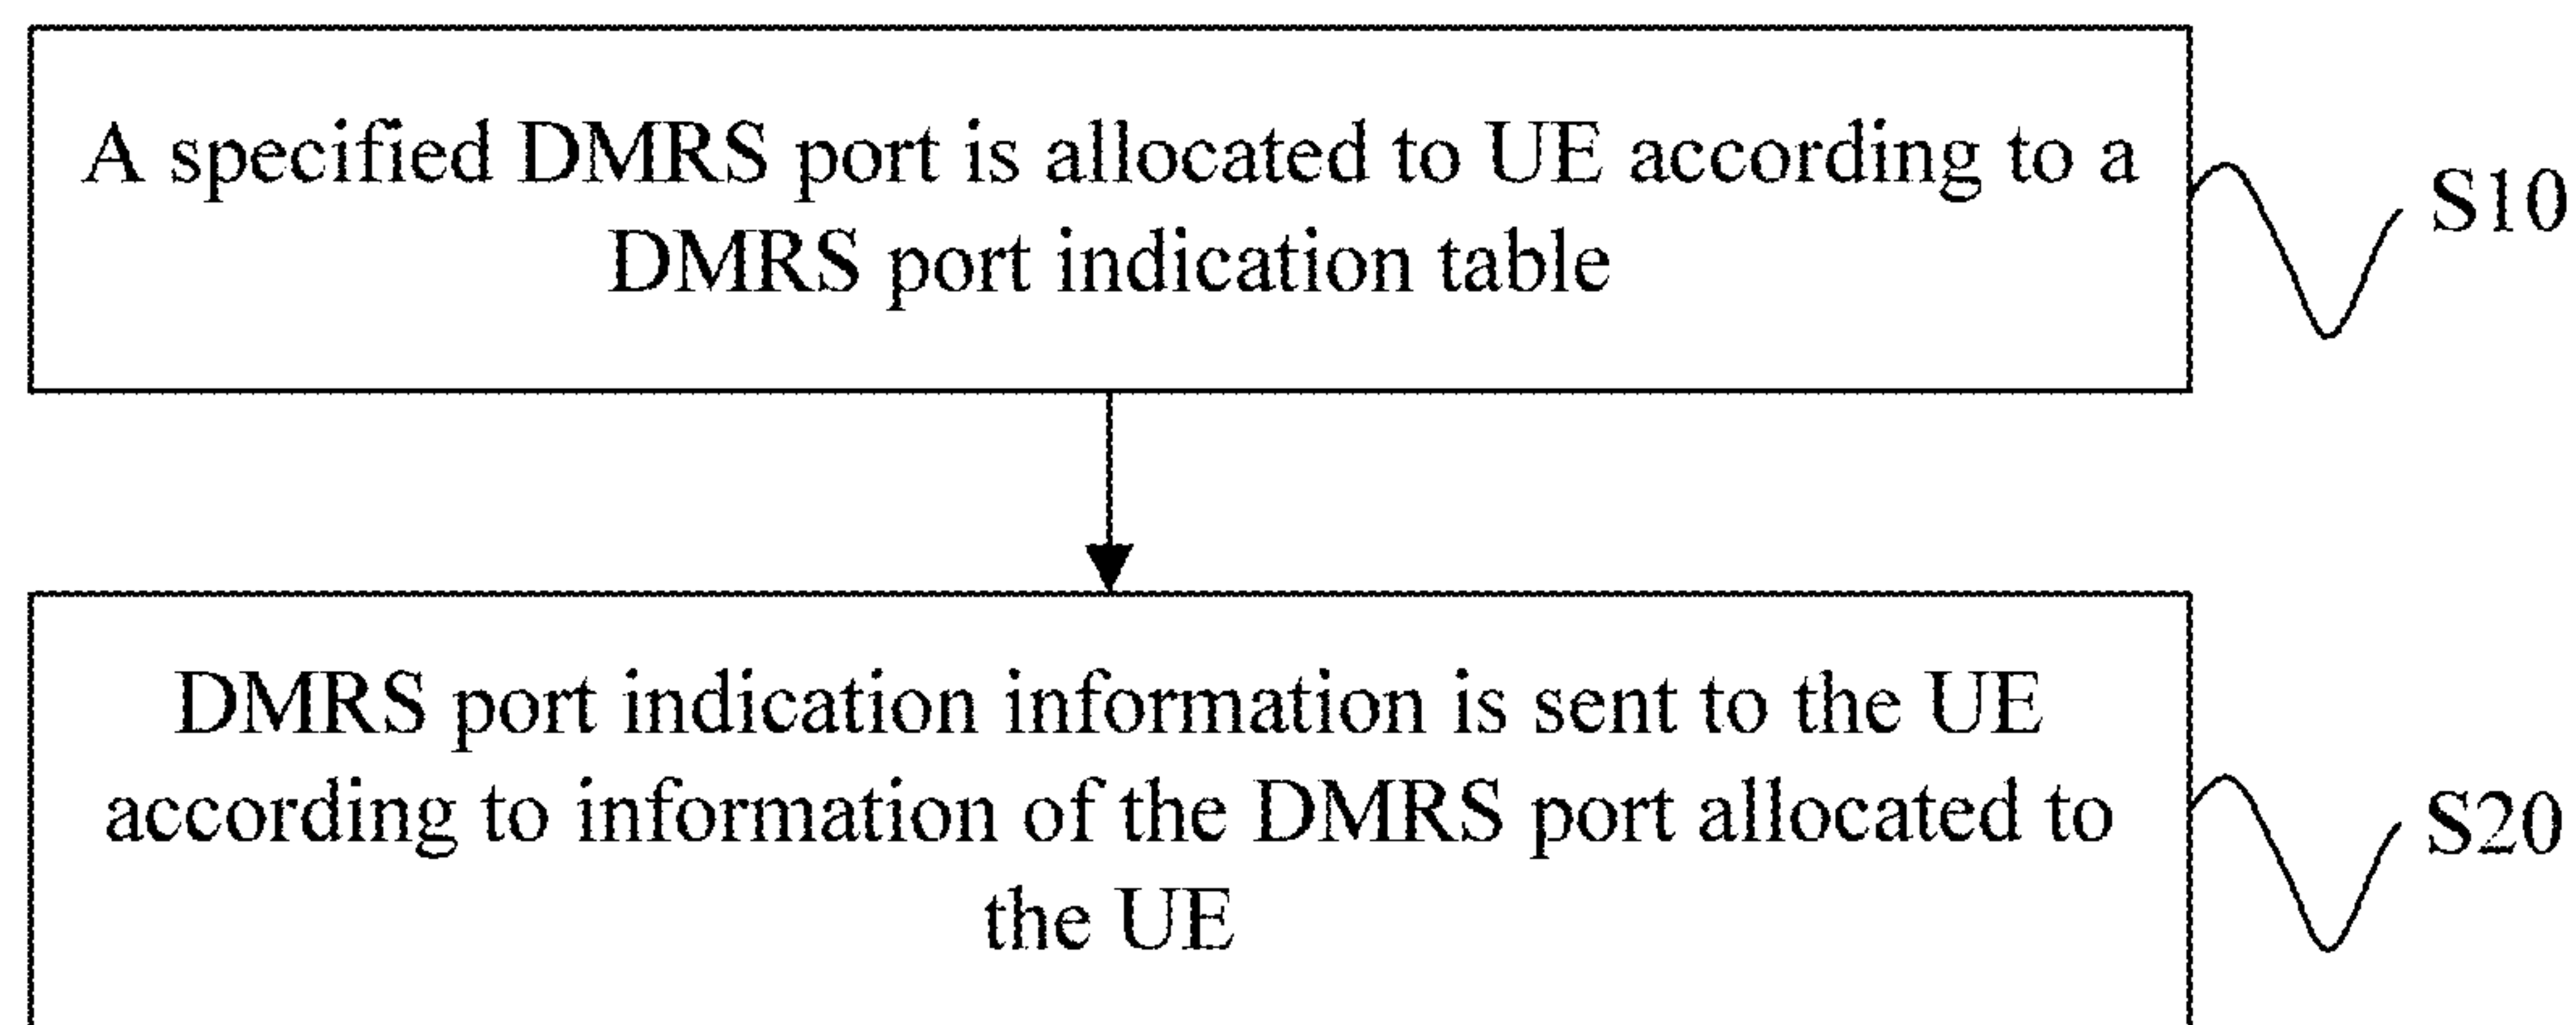 A specified DMRS port is allocated to UE according to a
DMRS port indication table
S10
DMRS port indication information is sent to the UE
according to information of the DMRS port allocated to
the UE
S20